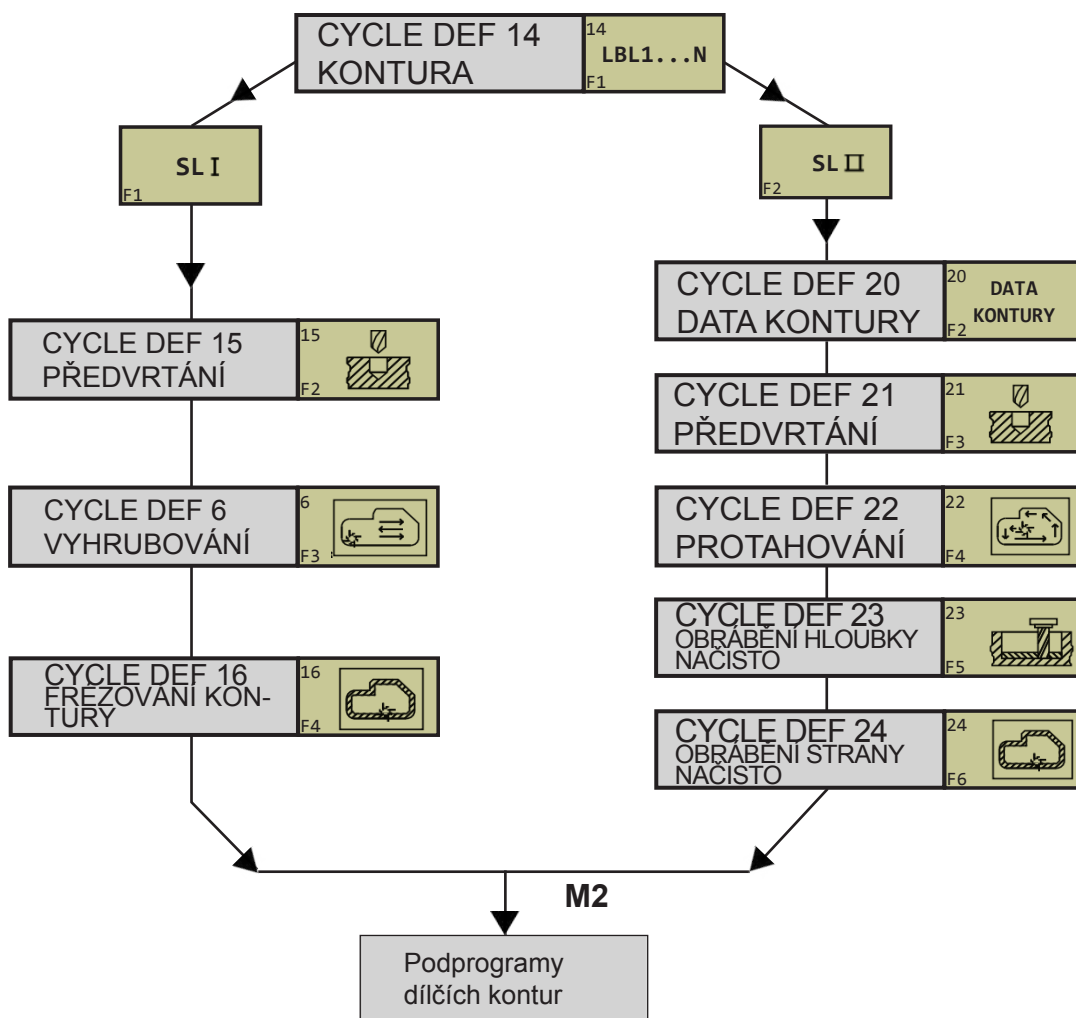 CYCLE DEF 14
KONTURA
14
LBL1...N
F1
SL I
F1
SL II
F2
CYCLE DEF 15
PŘEDVRTÁNÍ
15
F2
CYCLE DEF 6
VYHRUBOVÁNÍ
6
F3
CYCLE DEF 16
FRÉZOVÁNÍ KON-
TURY
16
F4
CYCLE DEF 20
DATA KONTURY
20
DATA
KONTURY
F2
CYCLE DEF 21
PŘEDVRTÁNÍ
21
F3
CYCLE DEF 22
PROTAHOVÁNÍ
22
F4
CYCLE DEF 23
OBRÁBĚNÍ HLOUBKY
NAČISTO
23
F5
CYCLE DEF 24
OBRÁBĚNÍ STRANY
NAČISTO
24
F6
M2
Podprogramy
dílčích kontur